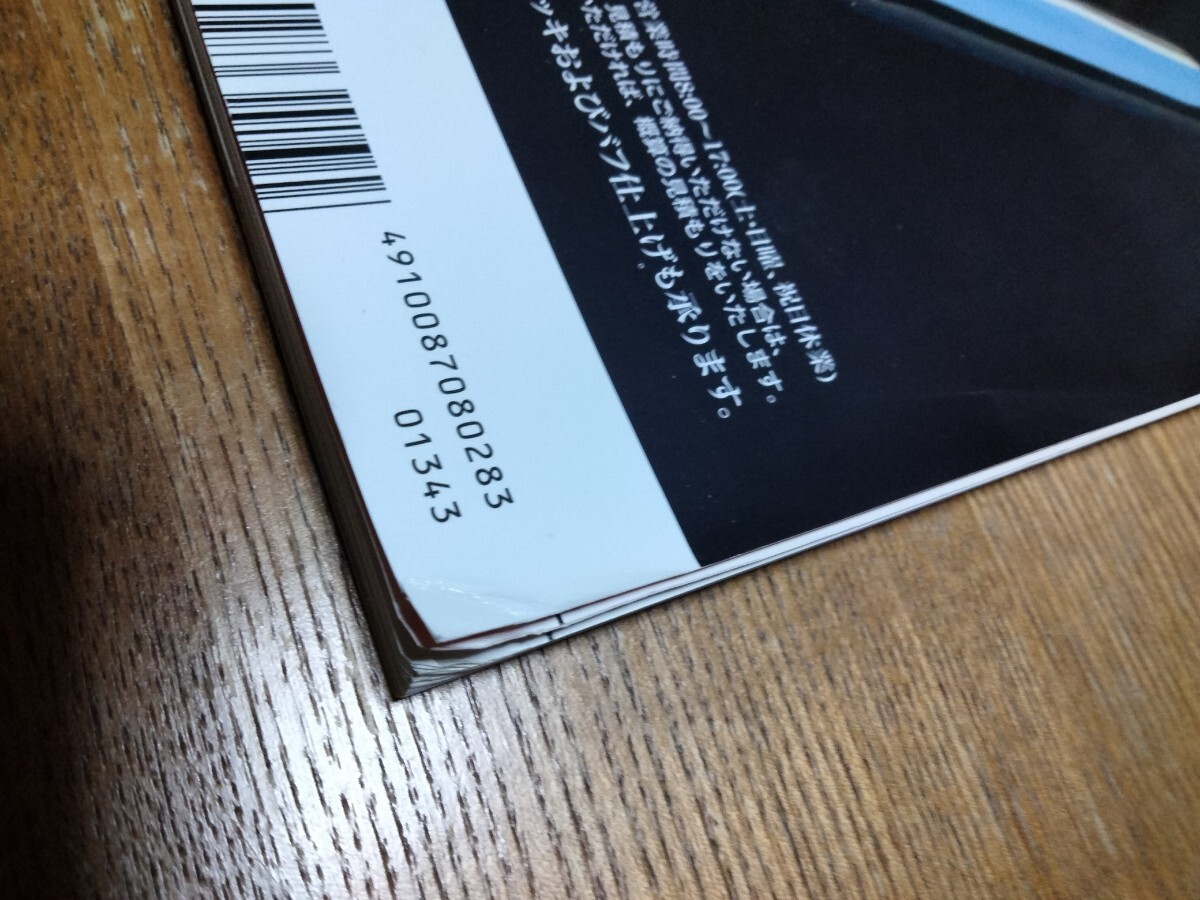 営業時間8:00〜17:00(土・日曜、祝日休業)
見積もりにご納得いただけない場合は、
いただければ、概算の見積もりをいたします。
ッキおよびバフ仕上げも承ります。
4910087080283
01343